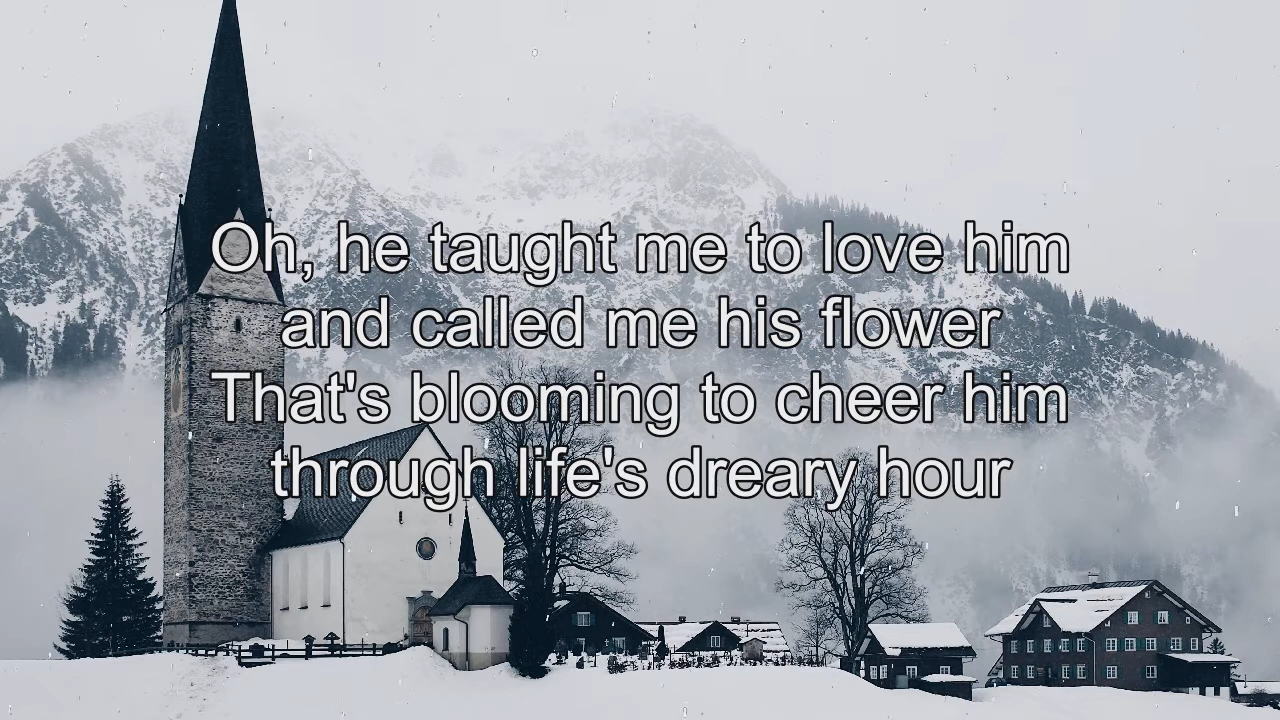 Oh, he taught me to love him
and called me his flower
That's blooming to cheer him
through life's dreary hour